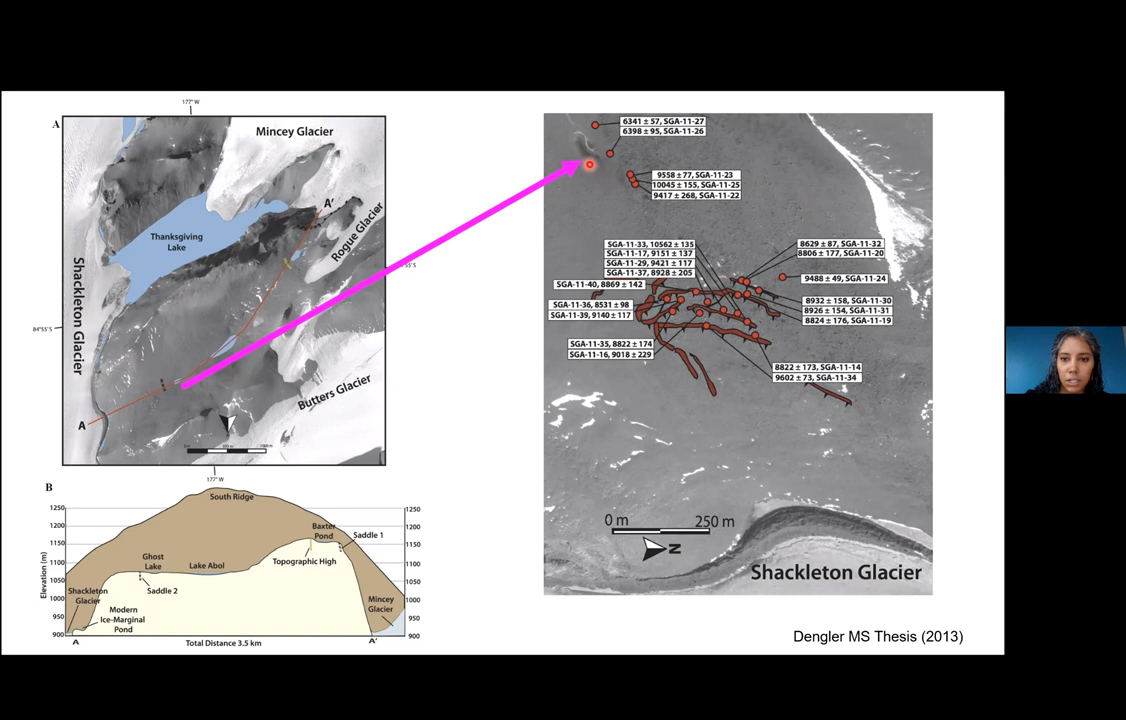 177° W
A
Mincey Glacier
A'
Thanksgiving
Lake
Rogue Glacier
Shackleton Glacier
84°55'S
Butters Glacier
A
177° W
B
South Ridge
1250
1200
1150
1100
1050
1000
950
900
Elevation (m)
Baxter
Pond
Saddle 1
Ghost
Lake
Lake Abol
Topographic High
Saddle 2
Shackleton
Glacier
Modern
Ice-Marginal
Pond
Mincey
Glacier
1250
1200
1150
1100
1050
1000
950
900
A
Total Distance 3.5 km
A'
6341 ± 57, SGA-11-27
6398 ± 95, SGA-11-26
9558 ± 77, SGA-11-23
10045 ± 155, SGA-11-25
9417 ± 268, SGA-11-22
SGA-11-33, 10562 ± 135
SGA-11-17, 9151 ± 137
SGA-11-29, 9421 ± 117
SGA-11-37, 8928 ± 205
SGA-11-40, 8869 ± 142
SGA-11-36, 8531 ± 98
SGA-11-39, 9140 ± 117
SGA-11-35, 8822 ± 174
SGA-11-16, 9018 ± 229
8629 ± 87, SGA-11-32
8806 ± 177, SGA-11-20
9488 ± 49, SGA-11-24
8932 ± 158, SGA-11-30
8926 ± 154, SGA-11-31
8824 ± 176, SGA-11-19
8822 ± 173, SGA-11-14
9602 ± 73, SGA-11-34
0 m 250 m
N
Shackleton Glacier
Dengler MS Thesis (2013)